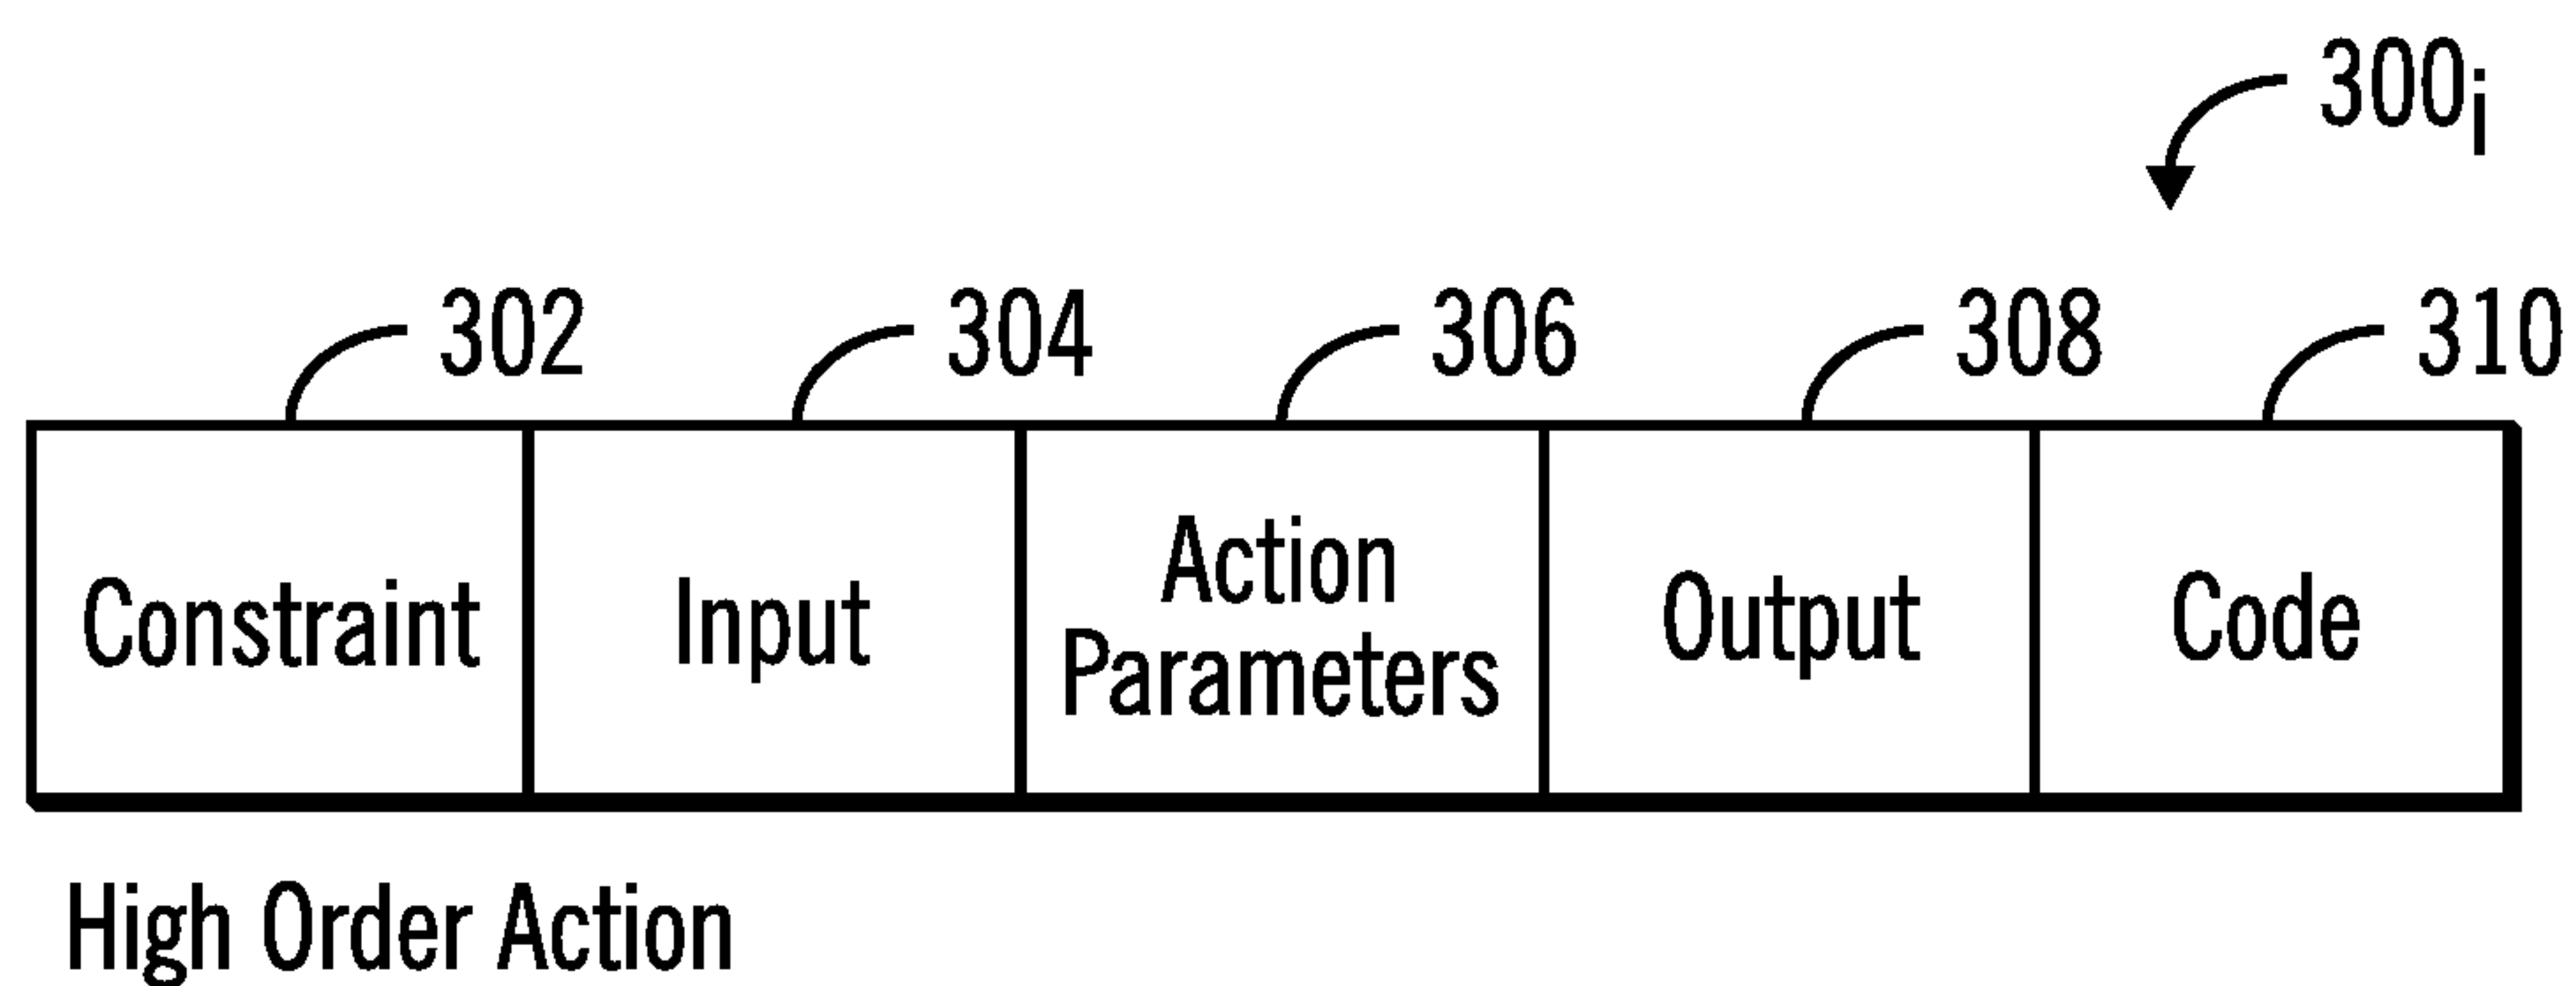 300i
302 304 306 308 310
Constraint Input Action Parameters Output Code
High Order Action